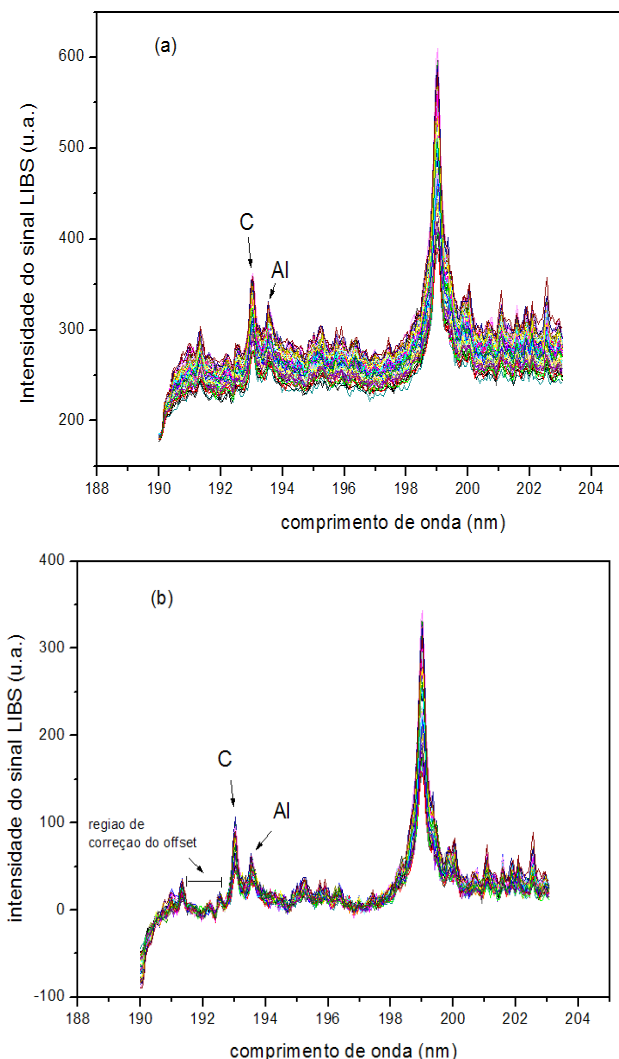 (a)
600
500
400
300
200
C
Al
Intensidade do sinal LIBS (u.a.)
188 190 192 194 196 198 200 202 204
comprimento de onda (nm)
(b)
400
300
200
100
0
-100
C
Al
regiao de
correçao do offset
intensidade do sinal LIBS (u.a.)
188 190 192 194 196 198 200 202 204
comprimento de onda (nm)